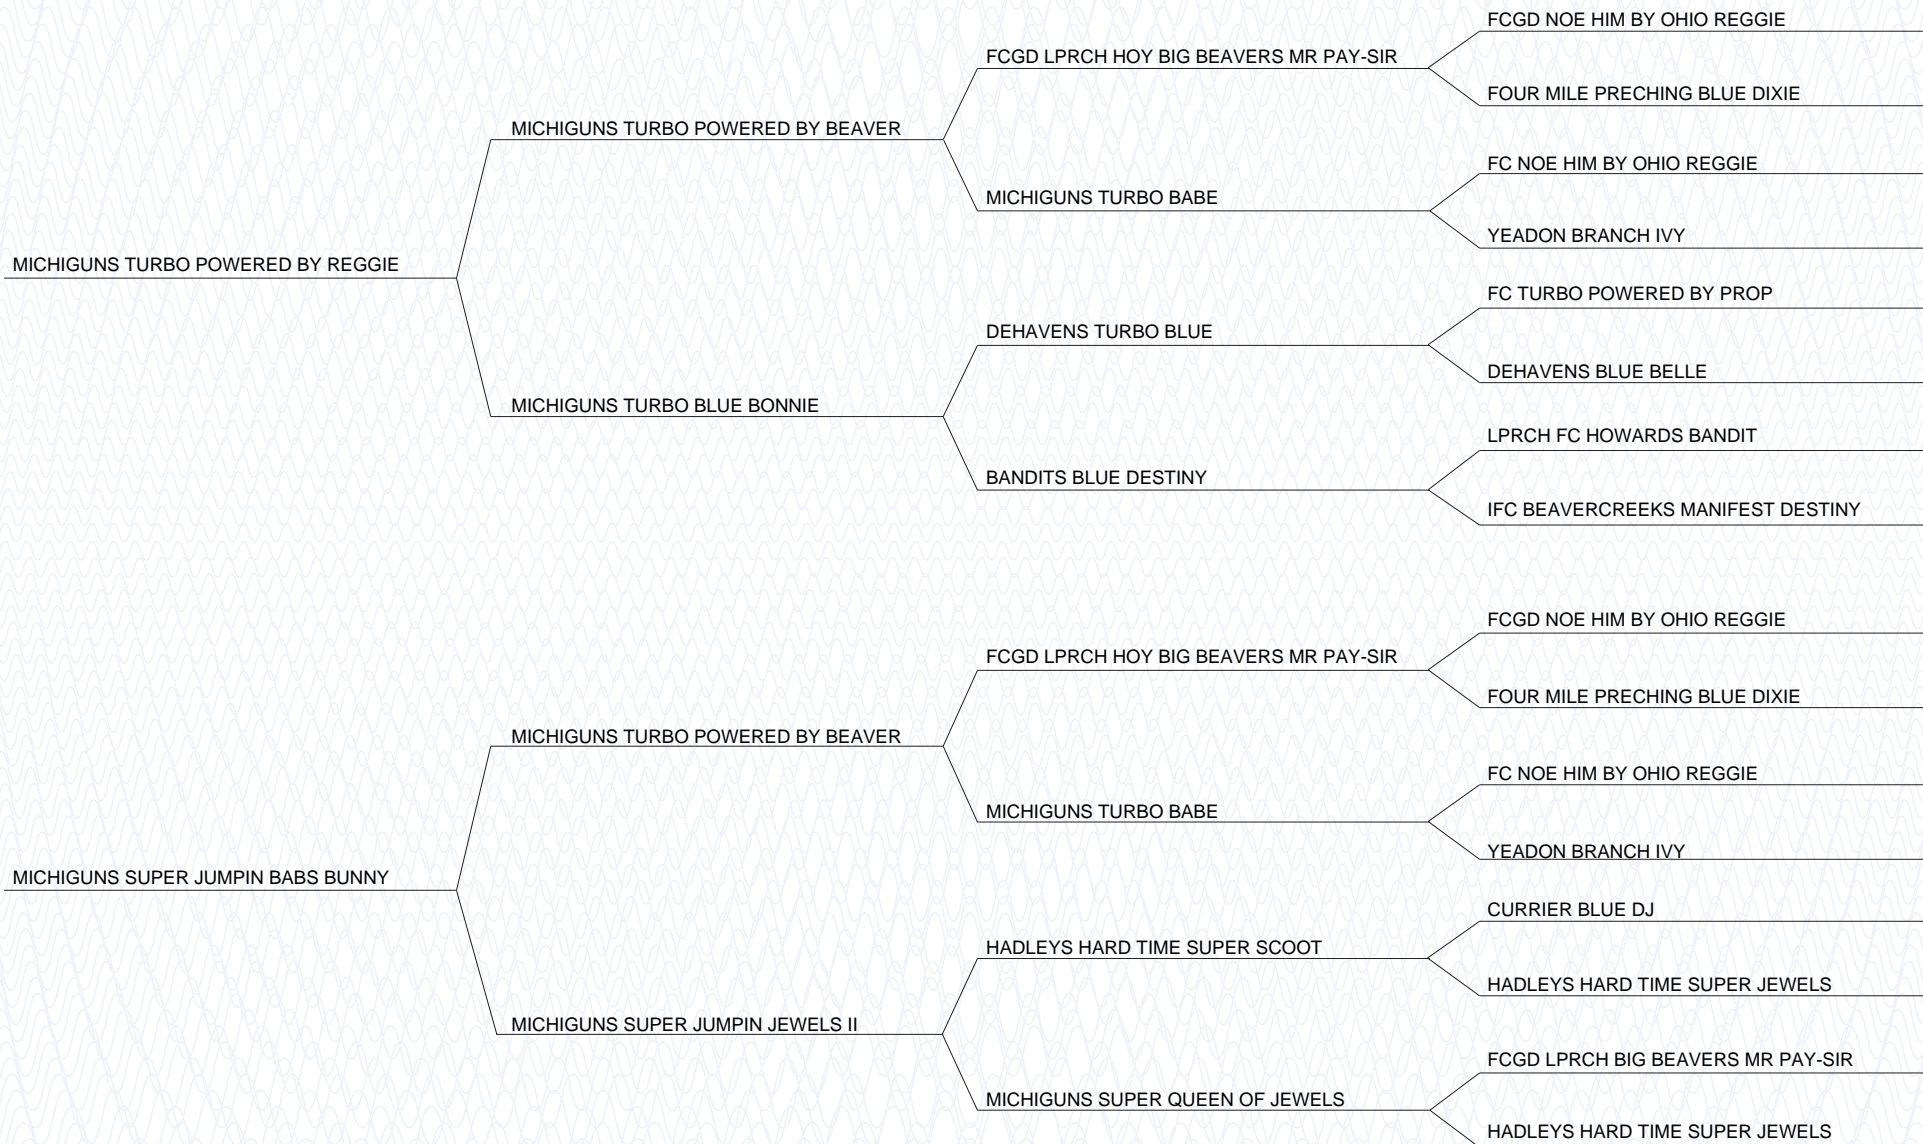 FCGD NOE HIM BY OHIO REGGIE
FCGD LPRCH HOY BIG BEAVERS MR PAY-SIR
FOUR MILE PRECHING BLUE DIXIE
MICHIGUNS TURBO POWERED BY BEAVER
FC NOE HIM BY OHIO REGGIE
MICHIGUNS TURBO BABE
YEADON BRANCH IVY
MICHIGUNS TURBO POWERED BY REGGIE
FC TURBO POWERED BY PROP
DEHAVENS TURBO BLUE
DEHAVENS BLUE BELLE
MICHIGUNS TURBO BLUE BONNIE
LPRCH FC HOWARDS BANDIT
BANDITS BLUE DESTINY
IFC BEAVERCREEKS MANIFEST DESTINY
FCGD NOE HIM BY OHIO REGGIE
FCGD LPRCH HOY BIG BEAVERS MR PAY-SIR
FOUR MILE PRECHING BLUE DIXIE
MICHIGUNS TURBO POWERED BY BEAVER
FC NOE HIM BY OHIO REGGIE
MICHIGUNS TURBO BABE
YEADON BRANCH IVY
MICHIGUNS SUPER JUMPIN BABS BUNNY
CURRIER BLUE DJ
HADLEYS HARD TIME SUPER SCOOT
HADLEYS HARD TIME SUPER JEWELS
MICHIGUNS SUPER JUMPIN JEWELS II
FCGD LPRCH BIG BEAVERS MR PAY-SIR
MICHIGUNS SUPER QUEEN OF JEWELS
HADLEYS HARD TIME SUPER JEWELS